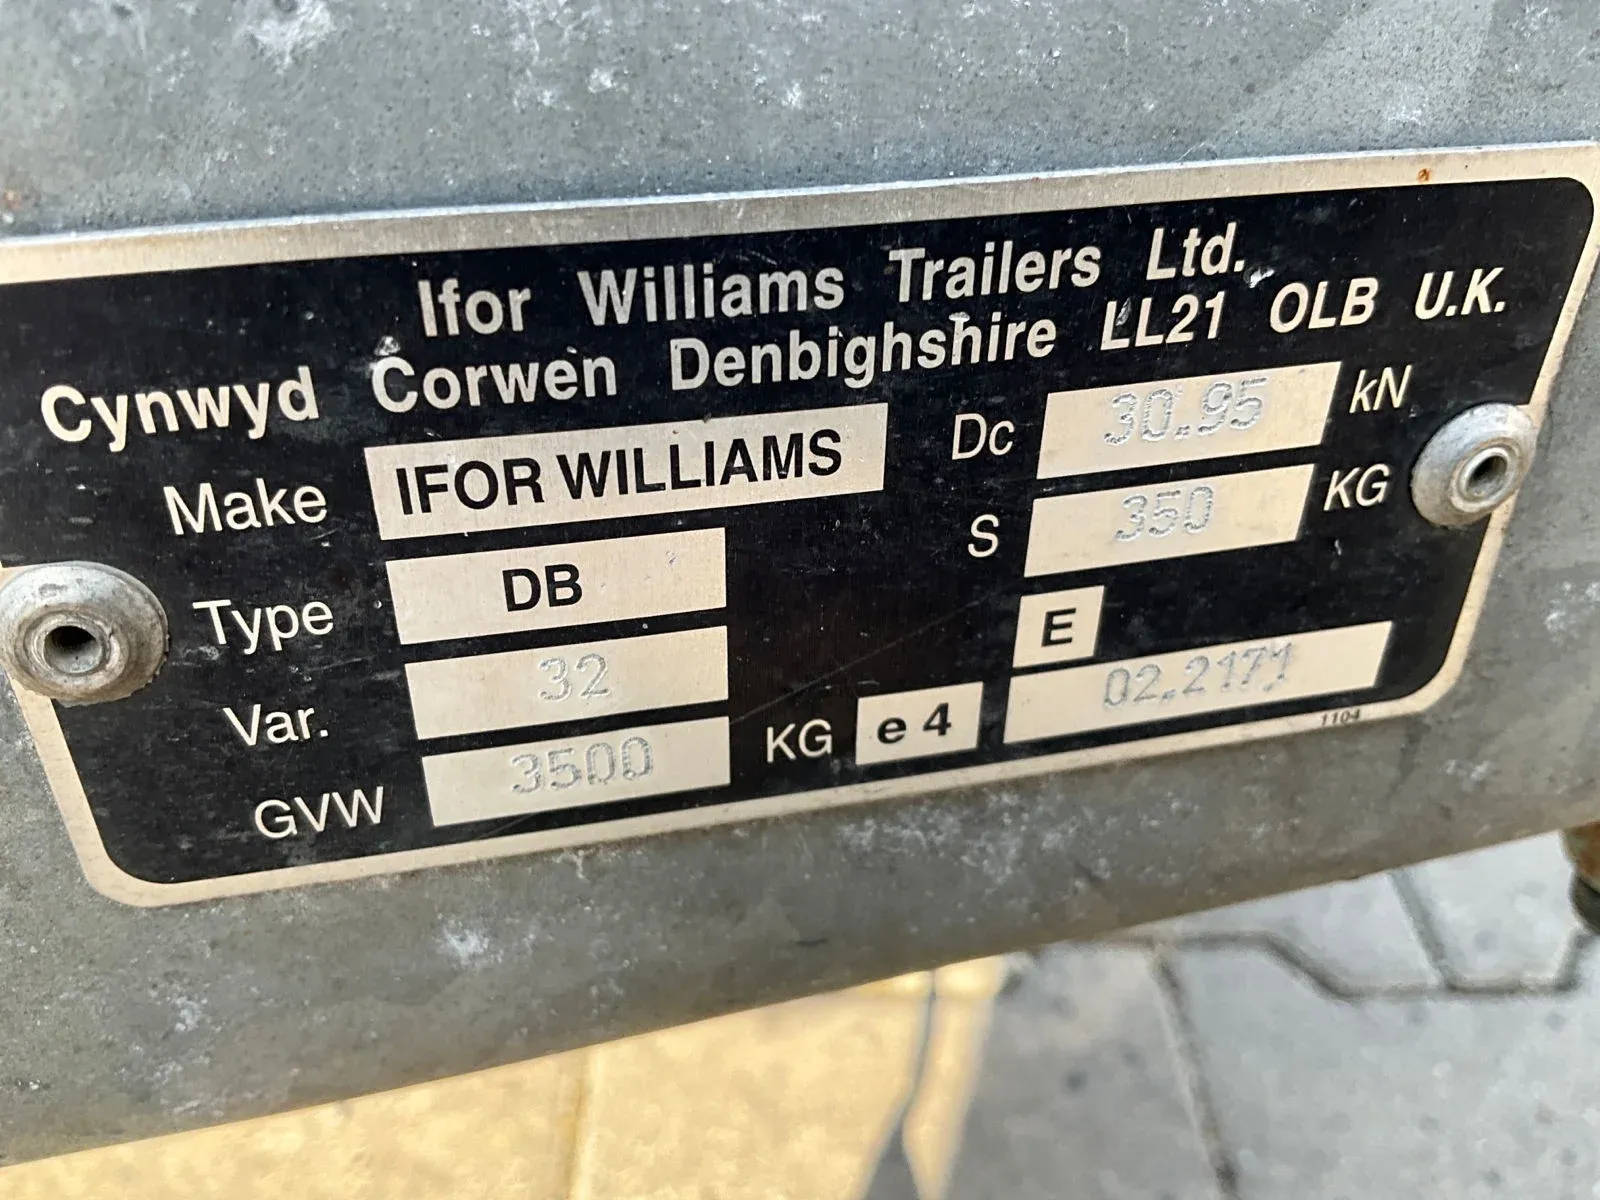 Ifor Williams Trailers Ltd.
Cynwyd Corwen Denbighshire LL21 OLB U.K.
Make IFOR WILLIAMS Dc 30.95 kN
Type DB S 350 KG
Var. 32 E
GVW 3500 KG e4 02.2171
1104